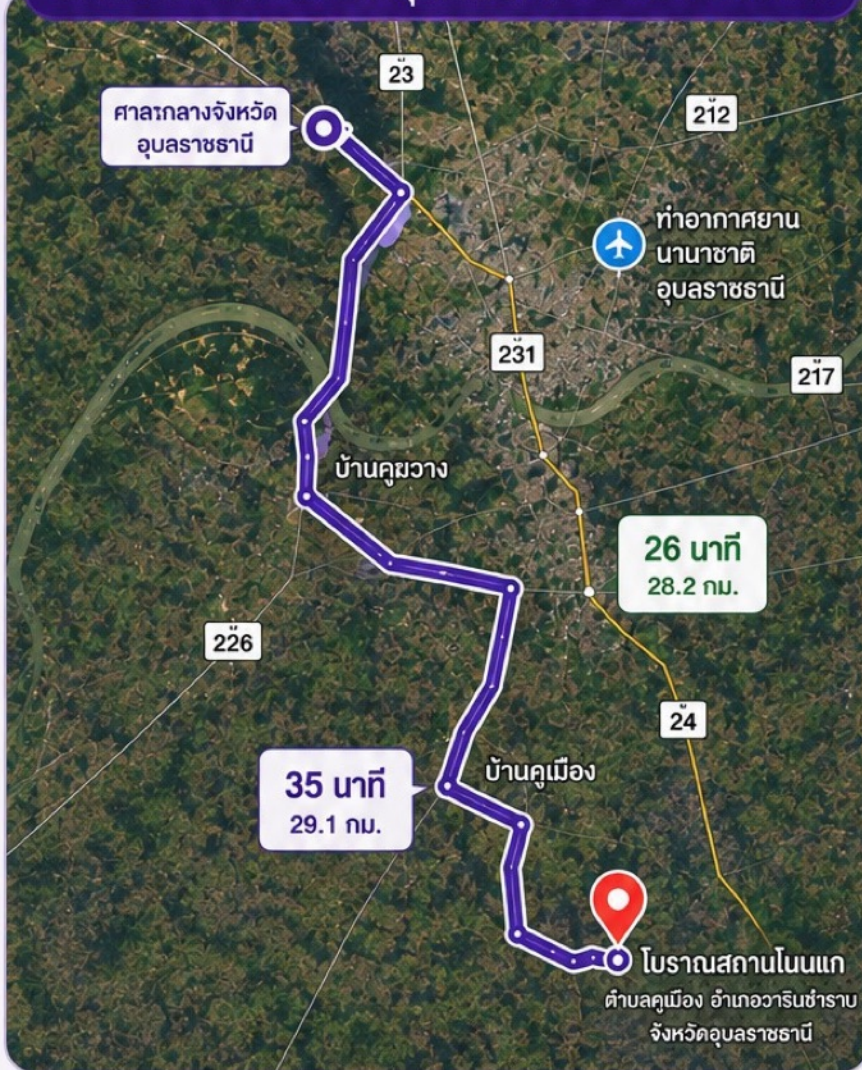 23
212
ศาลากลางจังหวัด
อุบลราชธานี
ท่าอากาศยาน
นานาชาติ
อุบลราชธานี
231
217
บ้านคูขวาง
26 นาที
28.2 กม.
226
24
35 นาที
29.1 กม.
บ้านคูเมือง
โบราณสถานโนนแก
ตำบลคูเมือง อำเภอวารินชำราบ
จังหวัดอุบลราชธานี